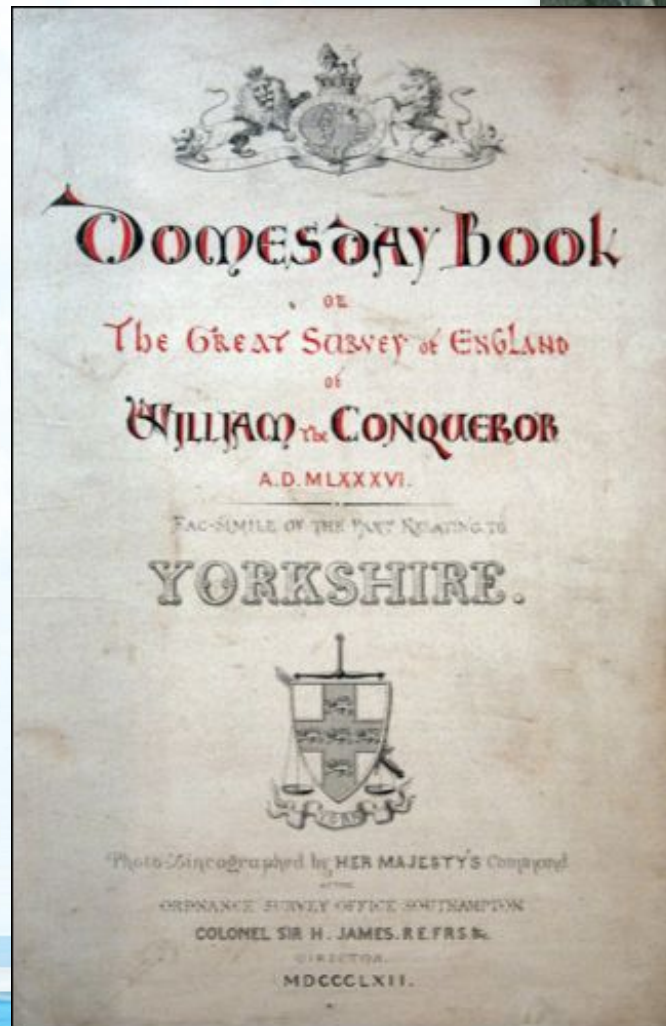 Domesday Book
or
The Great Survey of England
of
William the Conqueror
A.D. MLXXXVI.
Fac-simile of the Part Relating to
YORKSHIRE.
YORK
Photo-Zincographed by HER MAJESTY'S Command
AT THE
ORDNANCE SURVEY OFFICE SOUTHAMPTON
COLONEL SIR H. JAMES. R.E. F.R.S. &c.
DIRECTOR.
MDCCCLXII.